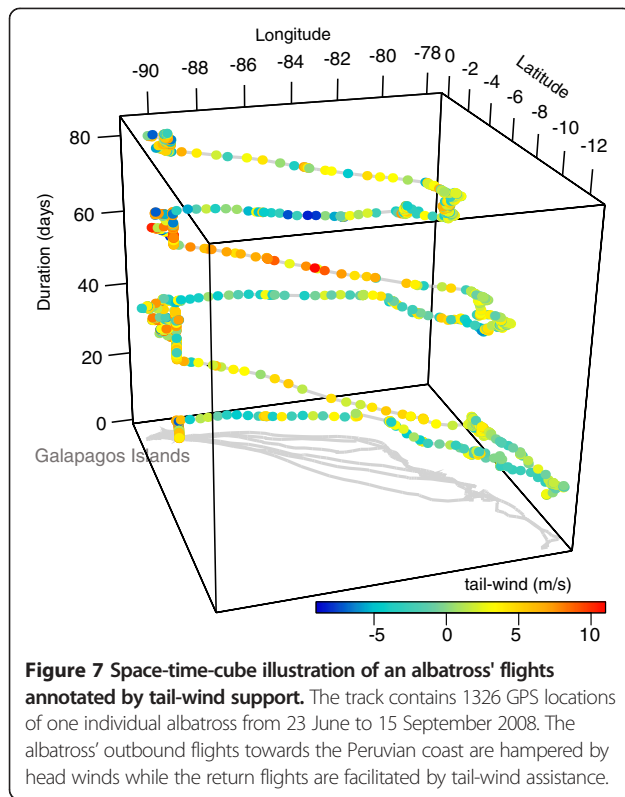 Longitude
-90 -88 -86 -84 -82 -80 -78
Latitude
0 -2 -4 -6 -8 -10 -12
Duration (days)
80
60
40
20
0
Galapagos Islands
tail-wind (m/s)
-5 0 5 10
Figure 7 Space-time-cube illustration of an albatross' flights
annotated by tail-wind support. The track contains 1326 GPS locations
of one individual albatross from 23 June to 15 September 2008. The
albatross' outbound flights towards the Peruvian coast are hampered by
head winds while the return flights are facilitated by tail-wind assistance.